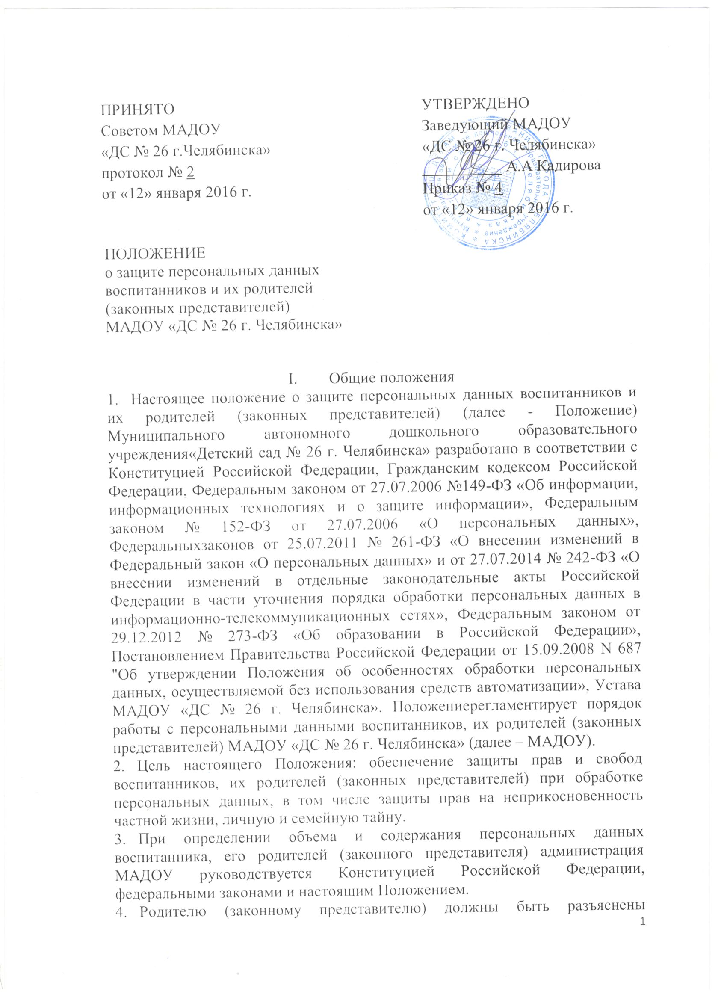 ПРИНЯТО
Советом МАДОУ
«ДС № 26 г.Челябинска»
протокол № 2
от «12» января 2016 г.
УТВЕРЖДЕНО
Заведующий МАДОУ
«ДС № 26 г. Челябинска»
А.А Кадирова
Приказ № 4
от «12» января 2016 г.
ПОЛОЖЕНИЕ
о защите персональных данных
воспитанников и их родителей
(законных представителей)
МАДОУ «ДС № 26 г. Челябинска»
I. Общие положения
1. Настоящее положение о защите персональных данных воспитанников и
их родителей (законных представителей) (далее - Положение)
Муниципального автономного дошкольного образовательного
учреждения«Детский сад № 26 г. Челябинска» разработано в соответствии с
Конституцией Российской Федерации, Гражданским кодексом Российской
Федерации, Федеральным законом от 27.07.2006 №149-ФЗ «Об информации,
информационных технологиях и о защите информации», Федеральным
законом № 152-ФЗ от 27.07.2006 «О персональных данных»,
Федеральныхзаконов от 25.07.2011 № 261-ФЗ «О внесении изменений в
Федеральный закон «О персональных данных» и от 27.07.2014 № 242-ФЗ «О
внесении изменений в отдельные законодательные акты Российской
Федерации в части уточнения порядка обработки персональных данных в
информационно-телекоммуникационных сетях», Федеральным законом от
29.12.2012 № 273-ФЗ «Об образовании в Российской Федерации»,
Постановлением Правительства Российской Федерации от 15.09.2008 N 687
"Об утверждении Положения об особенностях обработки персональных
данных, осуществляемой без использования средств автоматизации», Устава
МАДОУ «ДС № 26 г. Челябинска». Положениерегламентирует порядок
работы с персональными данными воспитанников, их родителей (законных
представителей) МАДОУ «ДС № 26 г. Челябинска» (далее – МАДОУ).
2. Цель настоящего Положения: обеспечение защиты прав и свобод
воспитанников, их родителей (законных представителей) при обработке
персональных данных, в том числе защиты прав на неприкосновенность
частной жизни, личную и семейную тайну.
3. При определении объема и содержания персональных данных
воспитанника, его родителей (законного представителя) администрация
МАДОУ руководствуется Конституцией Российской Федерации,
федеральными законами и настоящим Положением.
4. Родителю (законному представителю) должны быть разъяснены
1